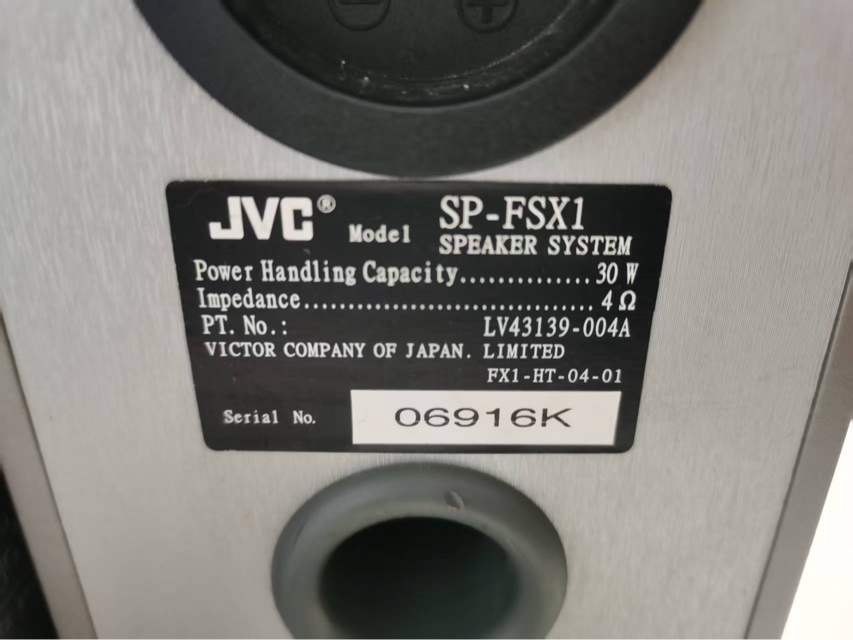 JVC® Model SP-FSX1
SPEAKER SYSTEM
Power Handling Capacity..............30 W
Impedance................................4 Ω
PT. No.: LV43139-004A
VICTOR COMPANY OF JAPAN. LIMITED
FX1-HT-04-01
Serial No. 06916K